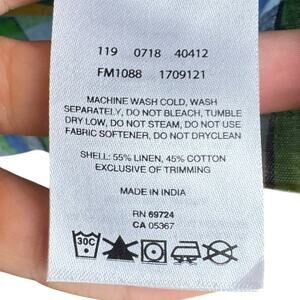 119 0718 40412
FM1088 1709121
MACHINE WASH COLD, WASH
SEPARATELY, DO NOT BLEACH, TUMBLE
DRY LOW, DO NOT STEAM, DO NOT USE
FABRIC SOFTENER, DO NOT DRYCLEAN
SHELL: 55% LINEN, 45% COTTON
EXCLUSIVE OF TRIMMING
MADE IN INDIA
RN 69724
CA 05367
30C